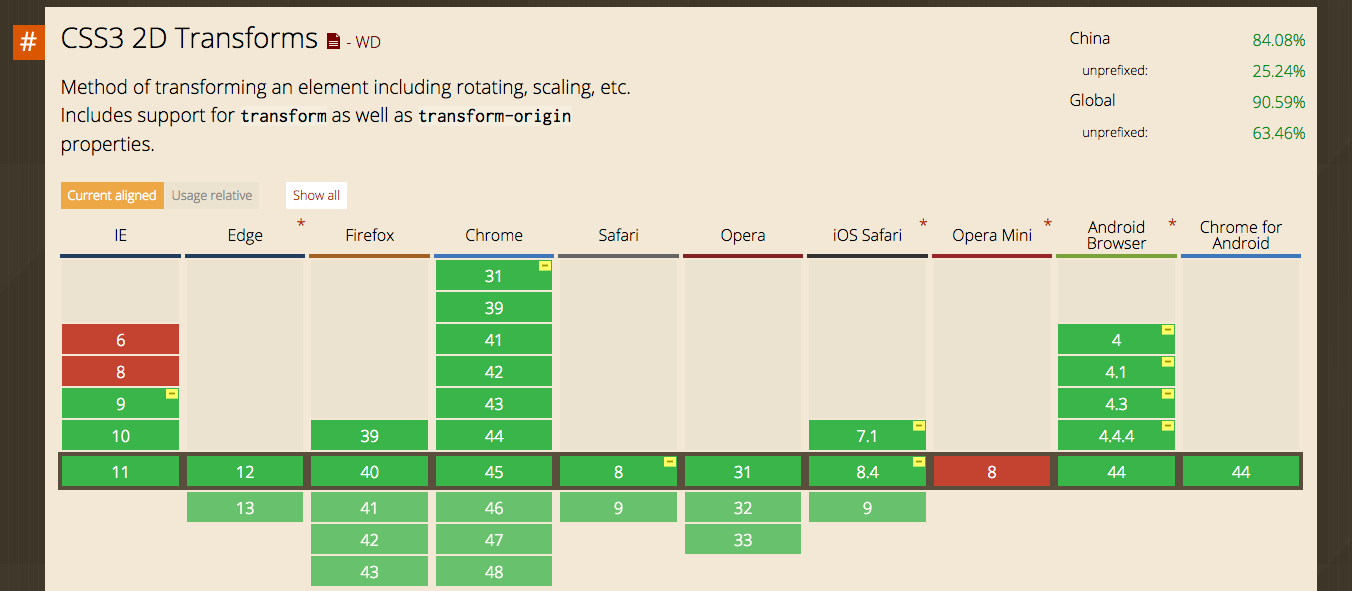 #
CSS3 2D Transforms - WD
Method of transforming an element including rotating, scaling, etc.
Includes support for transform as well as transform-origin
properties.
China 84.08%
unprefixed: 25.24%
Global 90.59%
unprefixed: 63.46%
Current aligned Usage relative Show all
IE Edge * Firefox Chrome Safari Opera iOS Safari * Opera Mini * Android Browser * Chrome for Android
31 -
39
6 41 4 -
8 42 4.1 -
9 - 43 4.3 -
10 39 44 7.1 - 4.4.4 -
11 12 40 45 8 - 31 8.4 - 8 44 44
13 41 46 9 32 9
42 47 33
43 48